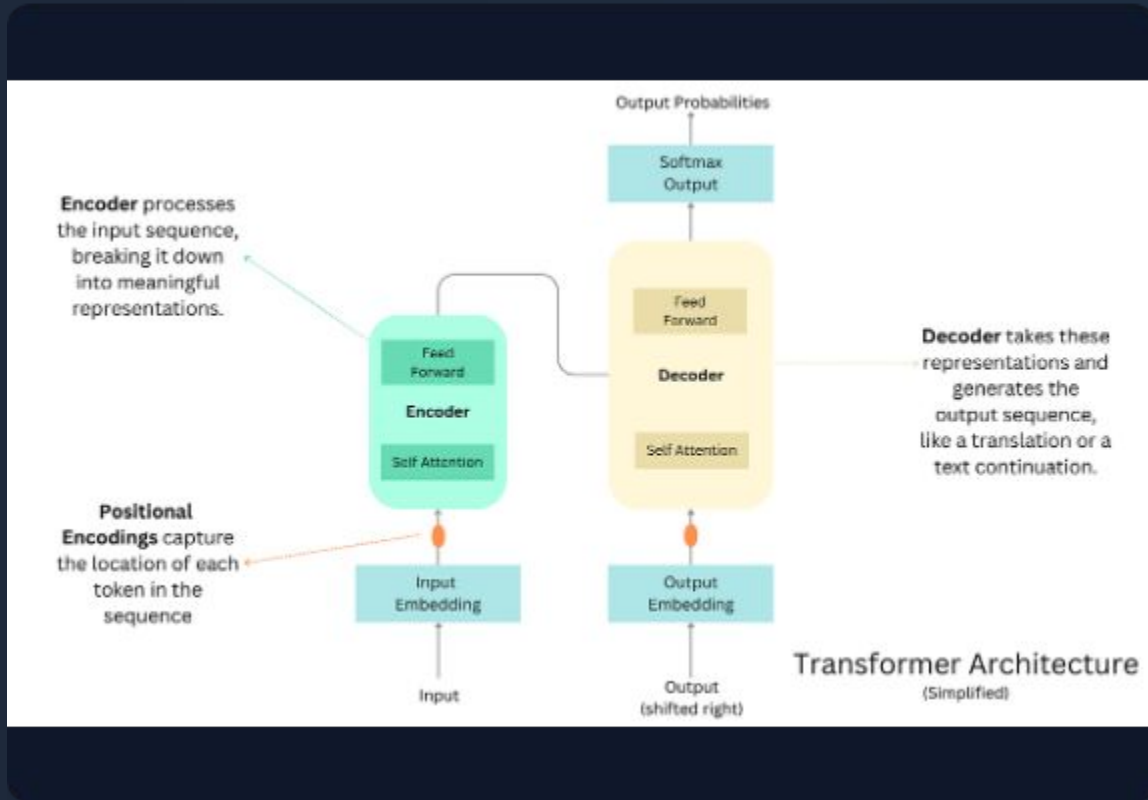 Output Probabilities
Softmax
Output
Encoder processes
the input sequence,
breaking it down
into meaningful
representations.
Feed
Forward
Encoder
Self Attention
Feed
Forward
Decoder
Self Attention
Decoder takes these
representations and
generates the
output sequence,
like a translation or a
text continuation.
Positional
Encodings capture
the location of each
token in the
sequence
Input
Embedding
Output
Embedding
Input
Output
(shifted right)
Transformer Architecture
(Simplified)